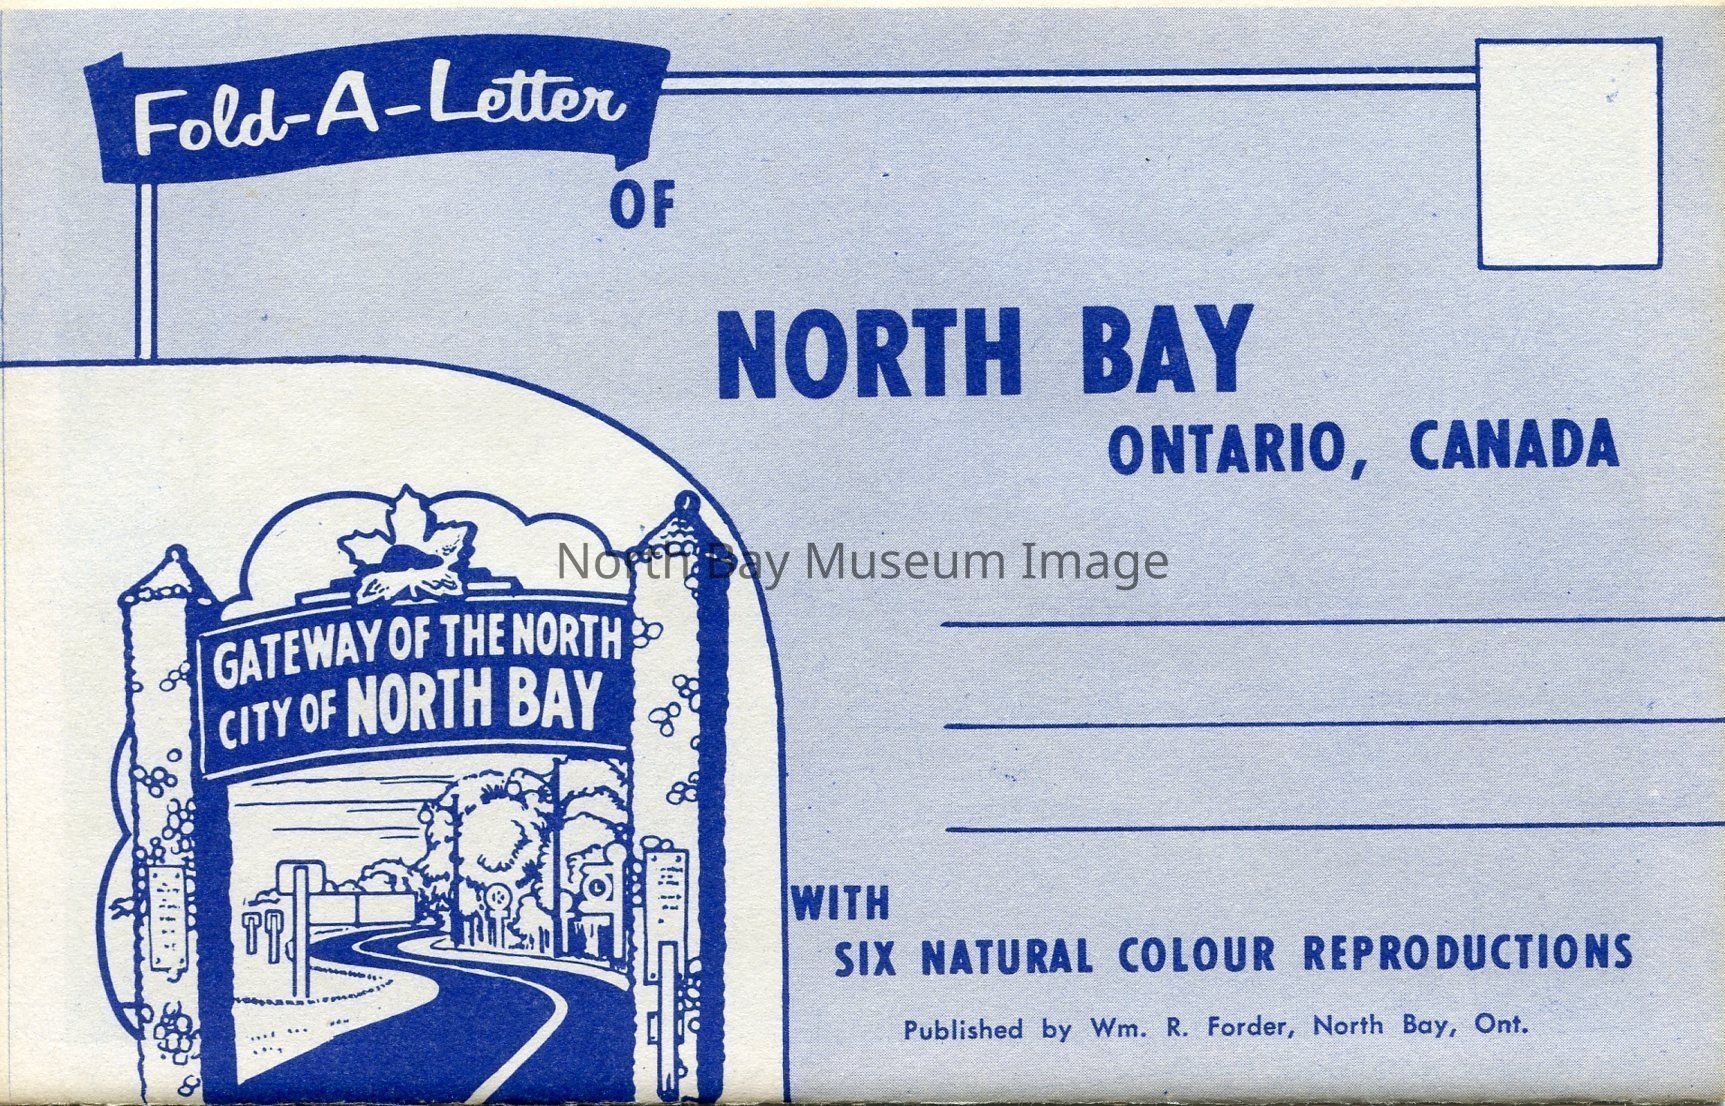 Fold-A-Letter
OF
NORTH BAY
ONTARIO, CANADA
North Bay Museum Image
GATEWAY OF THE NORTH
CITY OF NORTH BAY
WITH
SIX NATURAL COLOUR REPRODUCTIONS
Published by Wm. R. Forder, North Bay, Ont.